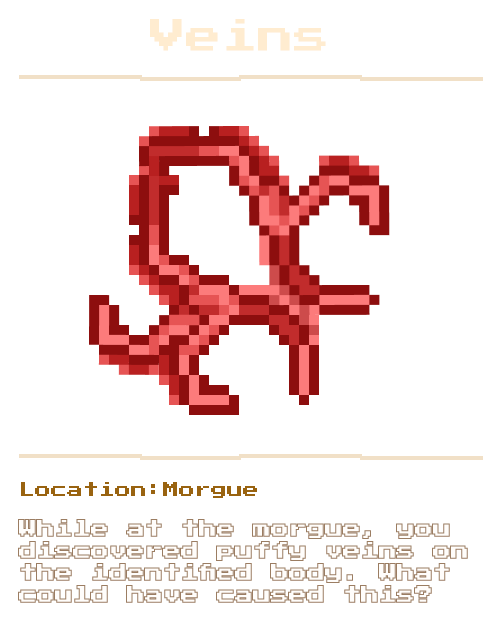 Veins
Location:Morgue
While at the morgue, you
discovered puffy veins on
the identified body. What
could have caused this?